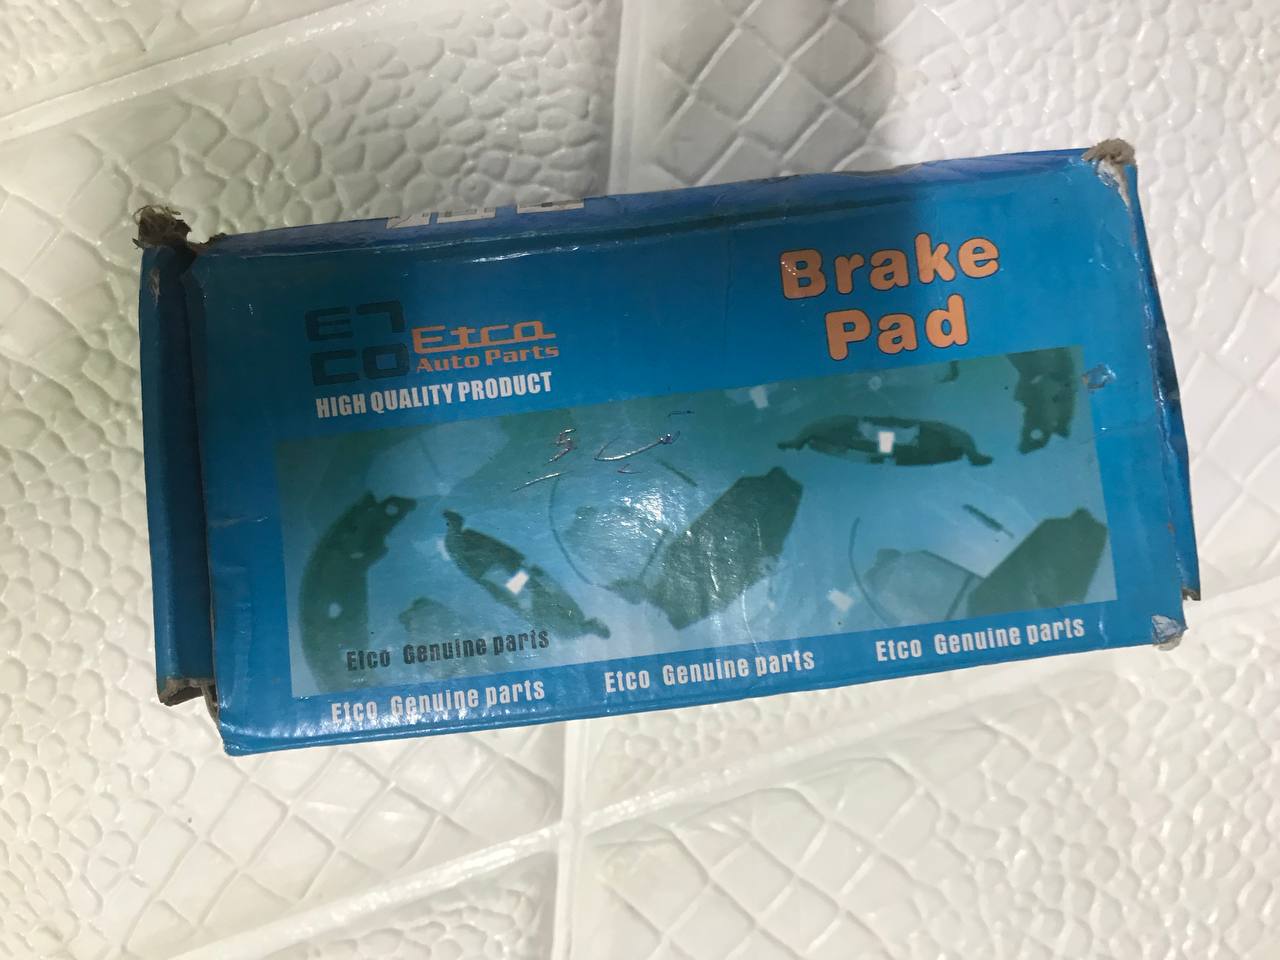 Brake
Pad
ET
CO
Etca
Auto Parts
HIGH QUALITY PRODUCT
Etco Genuine parts
Etco Genuine parts
Etco Genuine parts
Etco Genuine parts